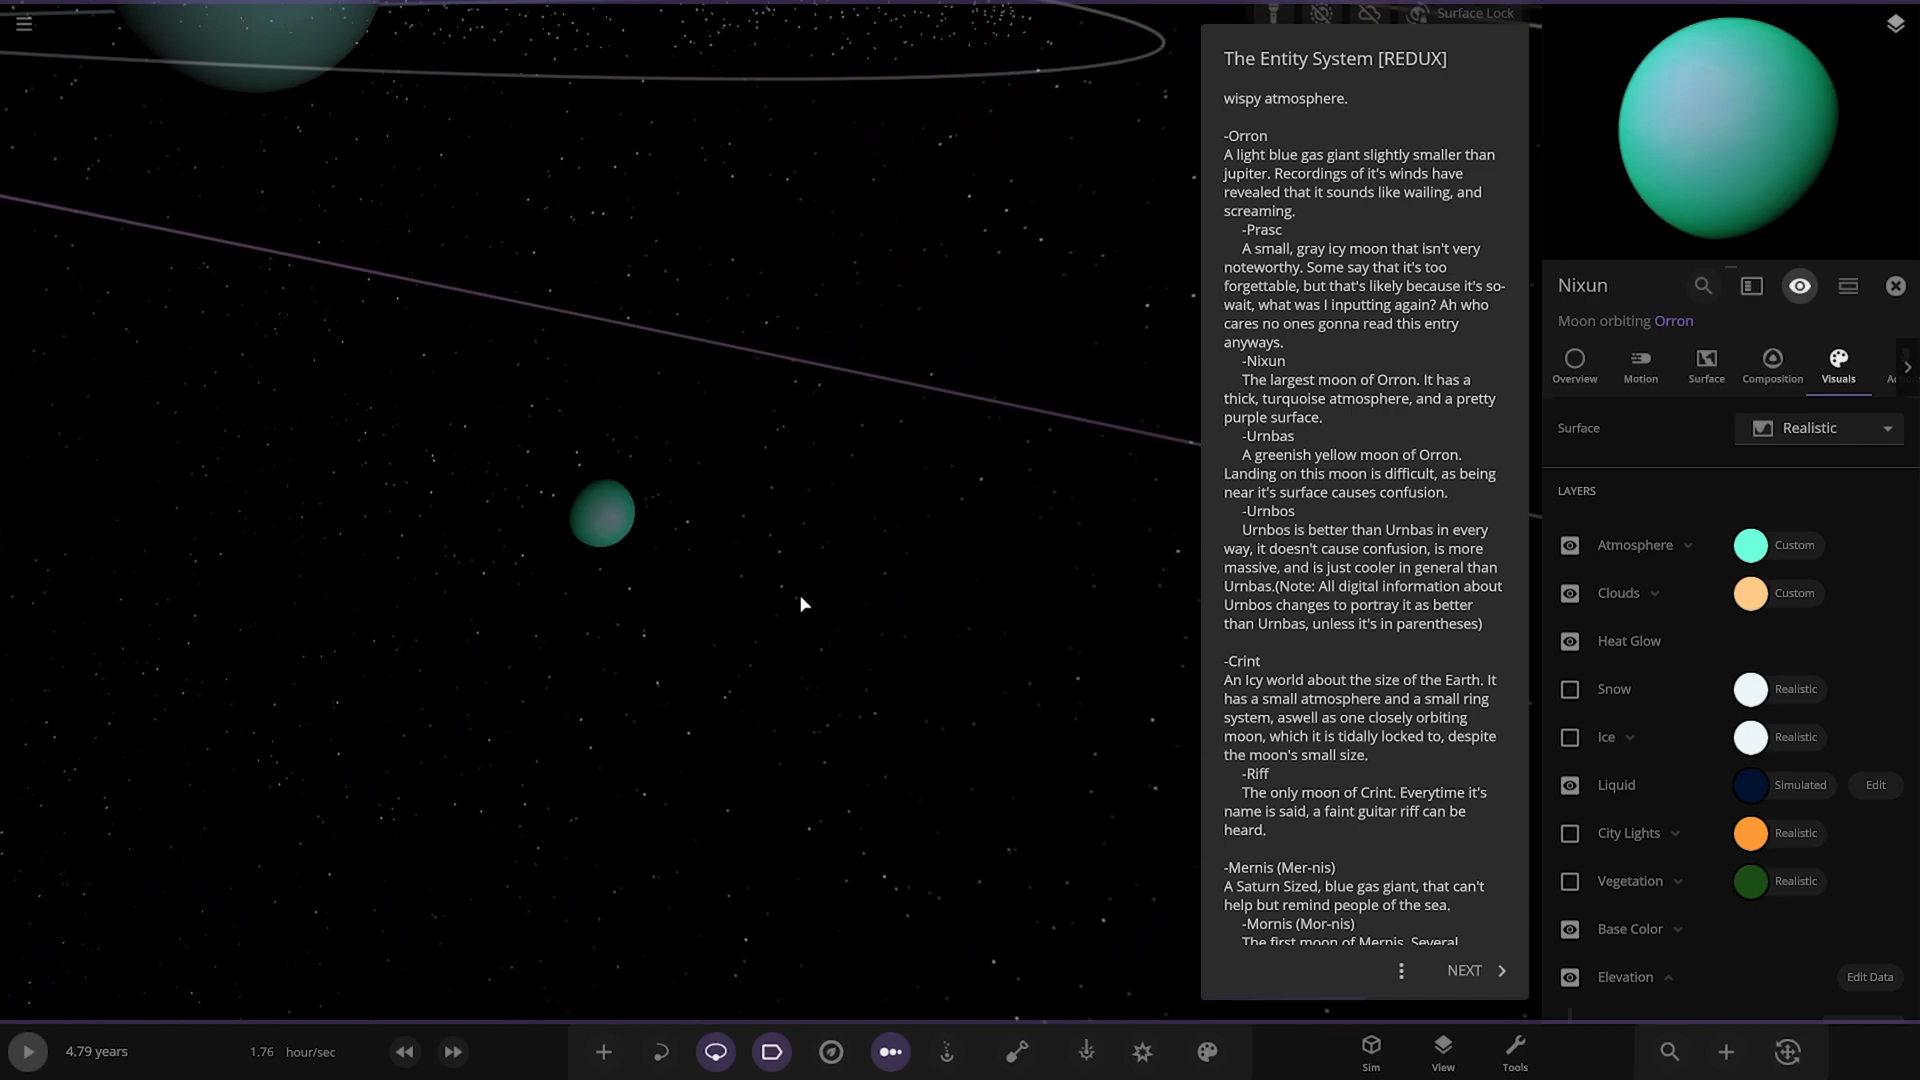 Surface Lock
The Entity System [REDUX]
wispy atmosphere.
-Orron
A light blue gas giant slightly smaller than
jupiter. Recordings of it's winds have
revealed that it sounds like wailing, and
screaming.
-Prasc
A small, gray icy moon that isn't very
noteworthy. Some say that it's too
forgettable, but that's likely because it's so-
wait, what was I inputting again? Ah who
cares no ones gonna read this entry
anyways.
-Nixun
The largest moon of Orron. It has a
thick, turquoise atmosphere, and a pretty
purple surface.
-Urnbas
A greenish yellow moon of Orron.
Landing on this moon is difficult, as being
near it's surface causes confusion.
-Urnbos
Urnbos is better than Urnbas in every
way, it doesn't cause confusion, is more
massive, and is just cooler in general than
Urnbas.(Note: All digital information about
Urnbos changes to portray it as better
than Urnbas, unless it's in parentheses)
-Crint
An Icy world about the size of the Earth. It
has a small atmosphere and a small ring
system, aswell as one closely orbiting
moon, which it is tidally locked to, despite
the moon's small size.
-Riff
The only moon of Crint. Everytime it's
name is said, a faint guitar riff can be
heard.
-Mernis (Mer-nis)
A Saturn Sized, blue gas giant, that can't
help but remind people of the sea.
-Mornis (Mor-nis)
The first moon of Mernis. Several
NEXT
Nixun
Moon orbiting Orron
Overview Motion Surface Composition Visuals
Surface Realistic
LAYERS
Atmosphere Custom
Clouds Custom
Heat Glow
Snow Realistic
Ice Realistic
Liquid Simulated Edit
City Lights Realistic
Vegetation Realistic
Base Color
Elevation Edit Data
4.79 years 1.76 hour/sec
Sim View Tools